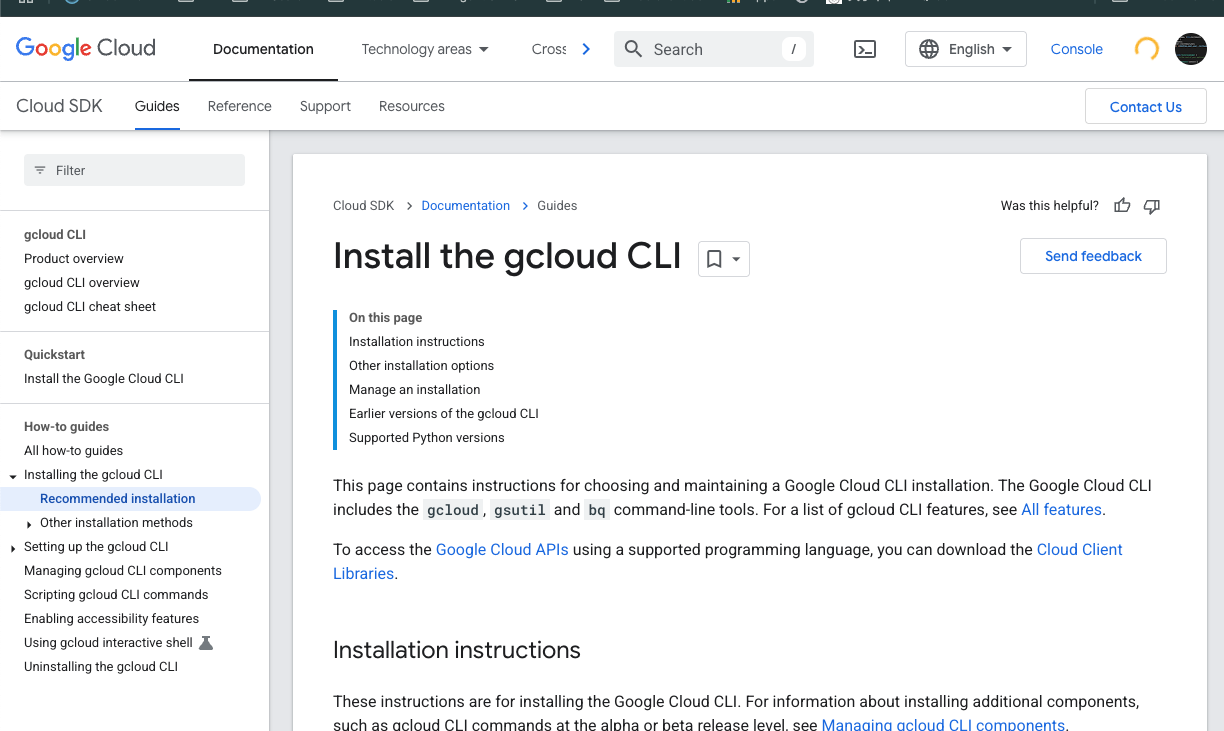 Google Cloud
Documentation
Technology areas
Cross
Search
/
English
Console
Cloud SDK
Guides
Reference
Support
Resources
Contact Us
Filter
gcloud CLI
Product overview
gcloud CLI overview
gcloud CLI cheat sheet
Quickstart
Install the Google Cloud CLI
How-to guides
All how-to guides
Installing the gcloud CLI
Recommended installation
Other installation methods
Setting up the gcloud CLI
Managing gcloud CLI components
Scripting gcloud CLI commands
Enabling accessibility features
Using gcloud interactive shell
Uninstalling the gcloud CLI
Cloud SDK > Documentation > Guides
Was this helpful?
Install the gcloud CLI
Send feedback
On this page
Installation instructions
Other installation options
Manage an installation
Earlier versions of the gcloud CLI
Supported Python versions
This page contains instructions for choosing and maintaining a Google Cloud CLI installation. The Google Cloud CLI
includes the gcloud, gsutil and bq command-line tools. For a list of gcloud CLI features, see All features.
To access the Google Cloud APIs using a supported programming language, you can download the Cloud Client
Libraries.
Installation instructions
These instructions are for installing the Google Cloud CLI. For information about installing additional components,
such as gcloud CLI commands at the alpha or beta release level, see Managing gcloud CLI components.